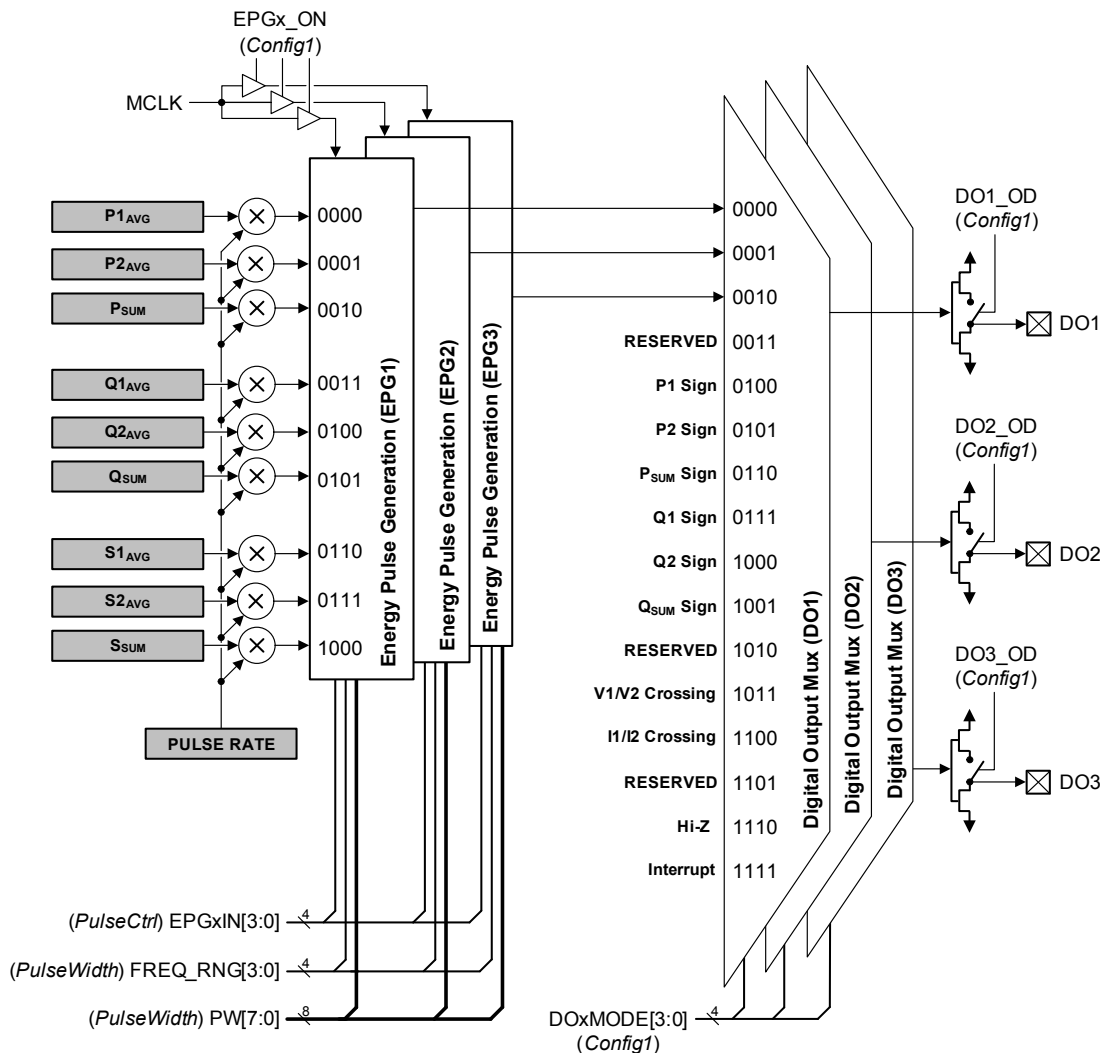 EPGx_ON
(Config1)
MCLK
P1AVG
P2AVG
PSUM
Q1AVG
Q2AVG
QSUM
S1AVG
S2AVG
SSUM
PULSE RATE
0000
0001
0010
0011
0100
0101
0110
0111
1000
Energy Pulse Generation (EPG1)
Energy Pulse Generation (EPG2)
Energy Pulse Generation (EPG3)
0000
0001
0010
RESERVED 0011
P1 Sign 0100
P2 Sign 0101
PSUM Sign 0110
Q1 Sign 0111
Q2 Sign 1000
QSUM Sign 1001
RESERVED 1010
V1/V2 Crossing 1011
I1/I2 Crossing 1100
RESERVED 1101
Hi-Z 1110
Interrupt 1111
Digital Output Mux (DO1)
Digital Output Mux (DO2)
Digital Output Mux (DO3)
DO1_OD
(Config1)
DO1
DO2_OD
(Config1)
DO2
DO3_OD
(Config1)
DO3
(PulseCtrl) EPGxIN[3:0] 4
(PulseWidth) FREQ_RNG[3:0] 4
(PulseWidth) PW[7:0] 8
DOxMODE[3:0] 4
(Config1)